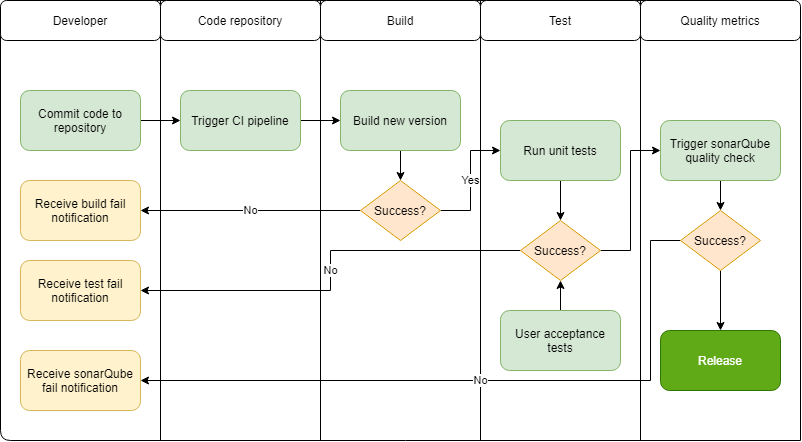 Developer
Code repository
Build
Test
Quality metrics
Commit code to
repository
Trigger CI pipeline
Build new version
Run unit tests
Trigger sonarQube
quality check
Yes
Receive build fail
notification
No
Success?
Success?
Success?
No
Receive test fail
notification
User acceptance
tests
Release
Receive sonarQube
fail notification
No